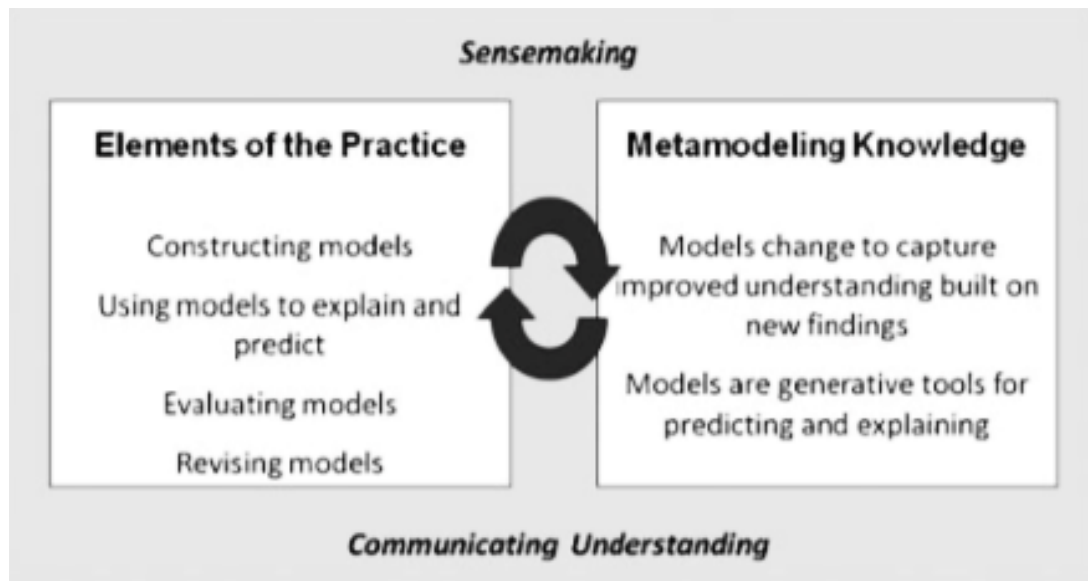 Sensemaking
Elements of the Practice
Constructing models
Using models to explain and
predict
Evaluating models
Revising models
Metamodeling Knowledge
Models change to capture
improved understanding built on
new findings
Models are generative tools for
predicting and explaining
Communicating Understanding